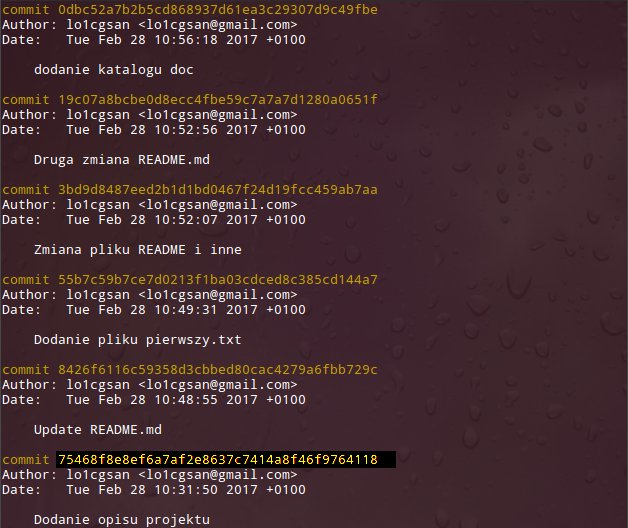 commit 0dbc52a7b2b5cd868937d61ea3c29307d9c49fbe
Author: lo1cgsan <lo1cgsan@gmail.com>
Date:   Tue Feb 28 10:56:18 2017 +0100
dodanie katalogu doc
commit 19c07a8bcbe0d8ecc4fbe59c7a7a7d1280a0651f
Author: lo1cgsan <lo1cgsan@gmail.com>
Date:   Tue Feb 28 10:52:56 2017 +0100
Druga zmiana README.md
commit 3bd9d8487eed2b1d1bd0467f24d19fcc459ab7aa
Author: lo1cgsan <lo1cgsan@gmail.com>
Date:   Tue Feb 28 10:52:07 2017 +0100
Zmiana pliku README i inne
commit 55b7c59b7ce7d0213f1ba03cdced8c385cd144a7
Author: lo1cgsan <lo1cgsan@gmail.com>
Date:   Tue Feb 28 10:49:31 2017 +0100
Dodanie pliku pierwszy.txt
commit 8426f6116c59358d3cbbed80cac4279a6fbb729c
Author: lo1cgsan <lo1cgsan@gmail.com>
Date:   Tue Feb 28 10:48:55 2017 +0100
Update README.md
commit 75468f8e8ef6a7af2e8637c7414a8f46f9764118
Author: lo1cgsan <lo1cgsan@gmail.com>
Date:   Tue Feb 28 10:31:50 2017 +0100
Dodanie opisu projektu